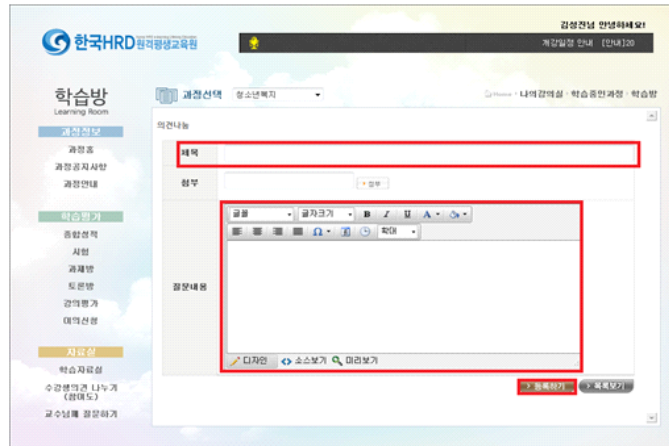 김성진님 안녕하세요!
한국HRD 원격평생교육원
개강일정 안내 [안내]20
학습방
Learning Room
과정선택 청소년복지
Home · 나의강의실 · 학습중인과정 · 학습방
과정정보
과정홈
과정공지사항
과정안내
학습평가
종합성적
시험
과제방
토론방
강의평가
이의신청
자료실
학습자료실
수강생의견 나누기
(참여도)
교수님께 질문하기
의견나눔
제목
첨부
첨부
질문내용
글꼴 글자크기 B I U A
Ω 확대
디자인 소스보기 미리보기
등록하기 목록보기